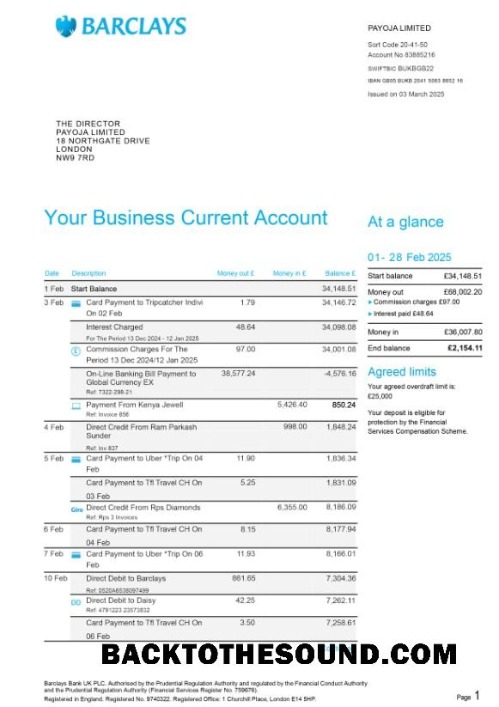 BARCLAYS
PAYOJA LIMITED
Sort Code 20-41-50
Account No 83885216
SWIFTBIC BUKBGB22
Issued on 03 March 2025
THE DIRECTOR
PAYOJA LIMITED
18 NORTHGATE DRIVE
LONDON
NW9 7RD
Your Business Current Account
At a glance
01- 28 Feb 2025
Start balance £34,148.51
Money out £68,002.20
Commission charges £97.00
Interest paid £48.64
Money in £36,007.80
End balance £2,154.11
Agreed limits
Your agreed overdraft limit is:
£25,000
Your deposit is eligible for
protection by the Financial
Services Compensation Scheme.
Date Description Money out £ Money in £ Balance £
1 Feb Start Balance 34,148.51
3 Feb Card Payment to Tripcatcher Indivi 1.79 34,146.72
On 02 Feb
Interest Charged 48.64 34,098.08
For The Period 13 Dec 2024 - 12 Jan 2025
Commission Charges For The 97.00 34,001.08
Period 13 Dec 2024/12 Jan 2025
On-Line Banking Bill Payment to 38,577.24 -4,576.16
Global Currency EX
Ref: 7322-298-21
Payment From Kenya Jewell 5,426.40 850.24
Ref: Invoice 856
4 Feb Direct Credit From Ram Parkash 998.00 1,848.24
Sunder
Ref: Inv 837
5 Feb Card Payment to Uber *Trip On 04 11.90 1,836.34
Feb
Card Payment to Tfl Travel CH On 5.25 1,831.09
03 Feb
Giro Direct Credit From Rps Diamonds 6,355.00 8,186.09
Ref: Rps 3 Invoices
6 Feb Card Payment to Tfl Travel CH On 8.15 8,177.94
04 Feb
7 Feb Card Payment to Uber *Trip On 06 11.93 8,166.01
Feb
10 Feb Direct Debit to Barclays 861.65 7,304.36
Ref: 0520A6538097499
DD Direct Debit to Daisy 42.25 7,262.11
Ref: 4791223 23573832
Card Payment to Tfl Travel CH On 3.50 7,258.61
06 Feb
BACKTOTHESOUND.COM
Barclays Bank UK PLC. Authorised by the Prudential Regulation Authority and regulated by the Financial Conduct Authority
and the Prudential Regulation Authority (Financial Services Register No. 759676).
Registered in England. Registered No. 9740322. Registered Office: 1 Churchill Place, London E14 5HP.
Page 1